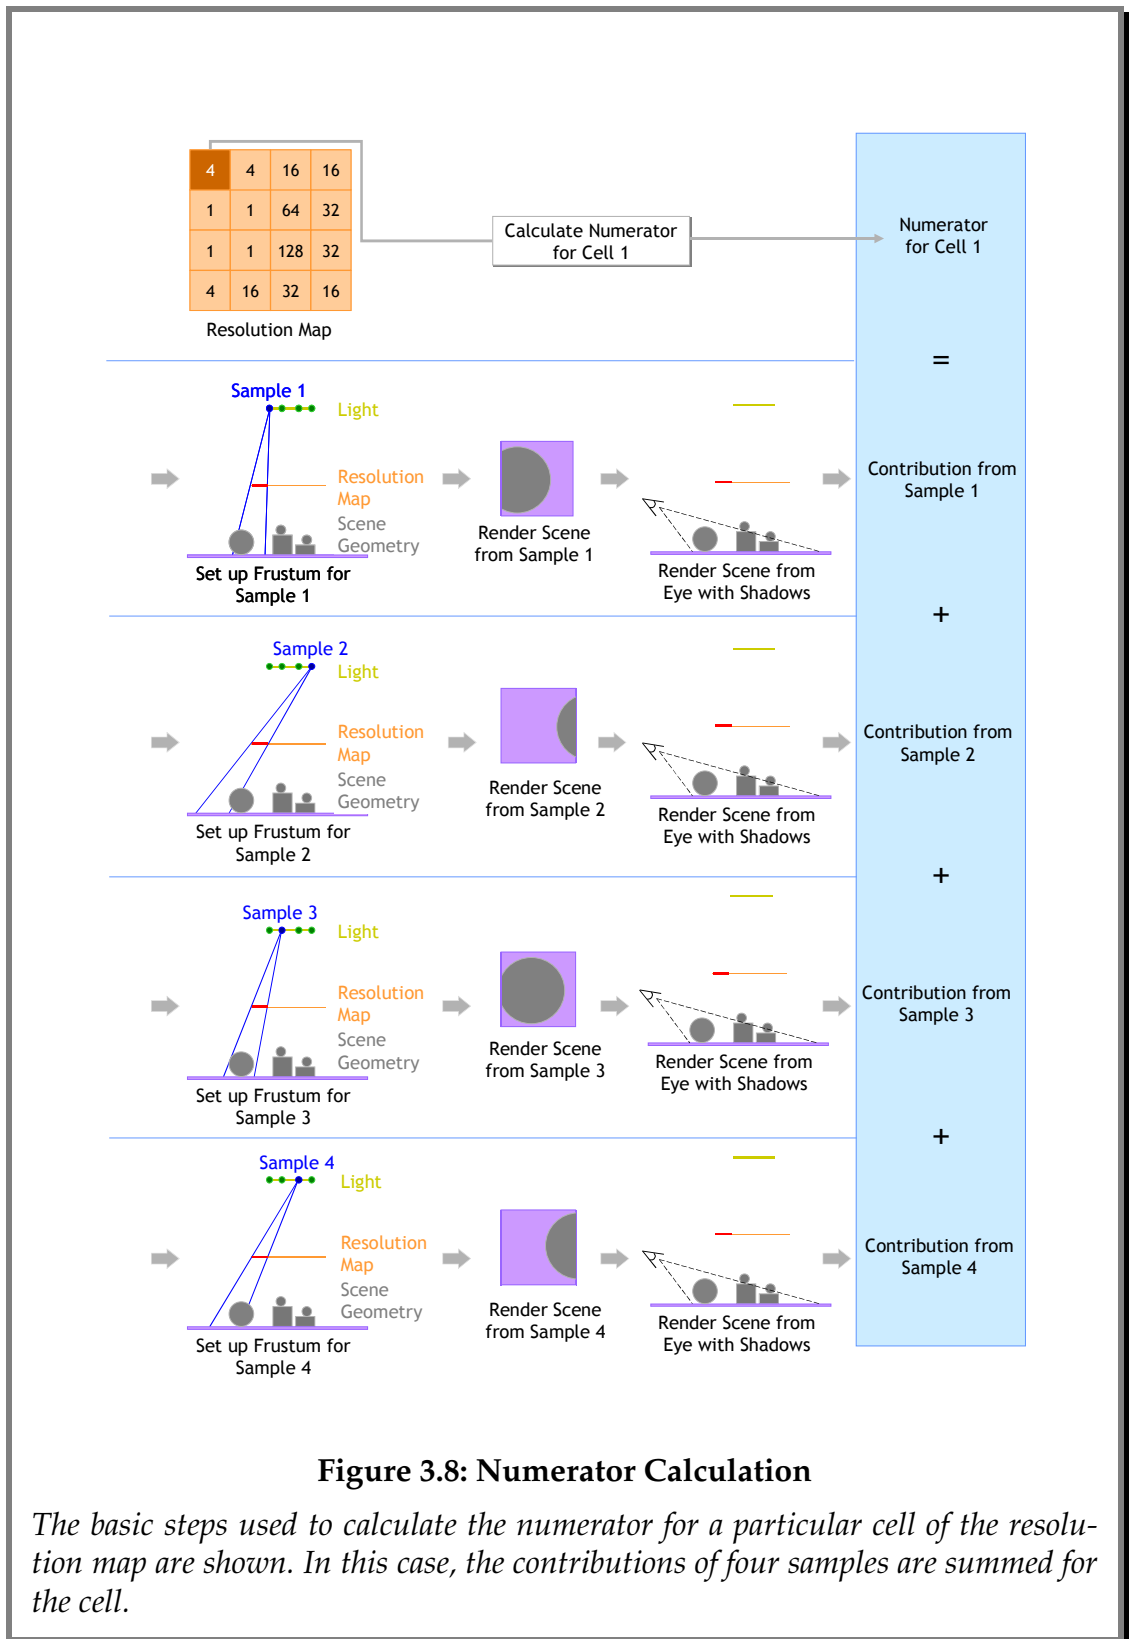 4 4 16 16
1 1 64 32
1 1 128 32
4 16 32 16
Resolution Map
Calculate Numerator
for Cell 1
Numerator
for Cell 1
=
Sample 1
Light
Resolution
Map
Scene
Geometry
Set up Frustum for
Sample 1
Render Scene
from Sample 1
Render Scene from
Eye with Shadows
Contribution from
Sample 1
+
Sample 2
Light
Resolution
Map
Scene
Geometry
Set up Frustum for
Sample 2
Render Scene
from Sample 2
Render Scene from
Eye with Shadows
Contribution from
Sample 2
+
Sample 3
Light
Resolution
Map
Scene
Geometry
Set up Frustum for
Sample 3
Render Scene
from Sample 3
Render Scene from
Eye with Shadows
Contribution from
Sample 3
+
Sample 4
Light
Resolution
Map
Scene
Geometry
Set up Frustum for
Sample 4
Render Scene
from Sample 4
Render Scene from
Eye with Shadows
Contribution from
Sample 4
Figure 3.8: Numerator Calculation
The basic steps used to calculate the numerator for a particular cell of the resolu-
tion map are shown. In this case, the contributions of four samples are summed for
the cell.